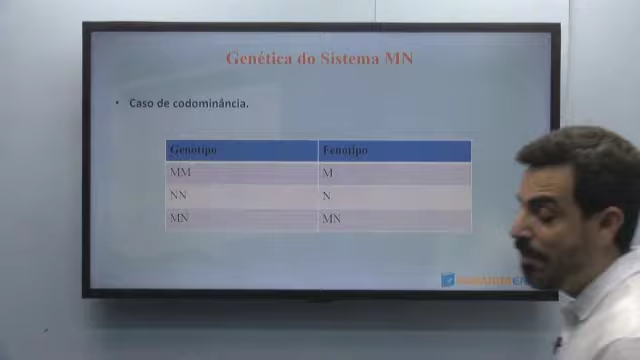 Genética do Sistema MN
• Caso de codominância.
Genotipo Fenotipo
MM M
NN N
MN MN